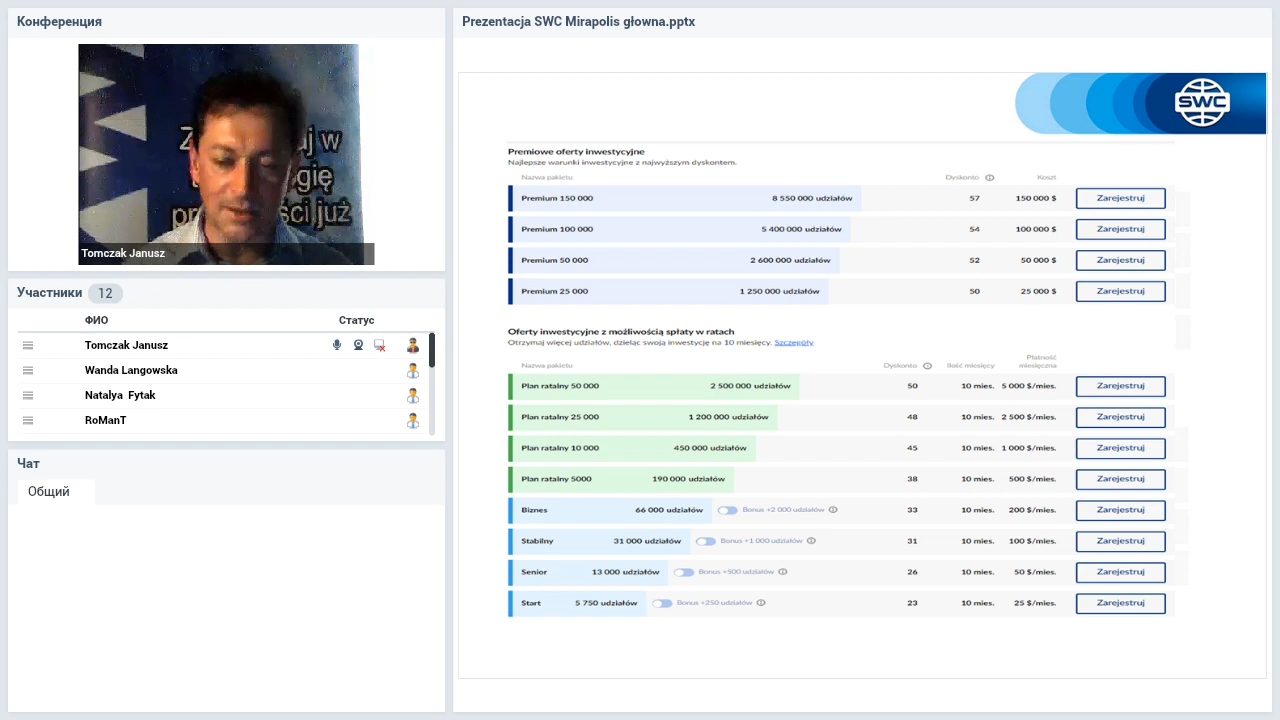 Конференция
Z j w
gię
p ści już
Tomczak Janusz
Участники 12
ФИО Статус
Tomczak Janusz
Wanda Langowska
Natalya Fytak
RoManT
Чат
Общий
Prezentacja SWC Mirapolis głowna.pptx
SWC
Premiowe oferty inwestycyjne
Najlepsze warunki inwestycyjne z najwyższym dyskontem.
Nazwa pakietu Dyskonto Koszt
Premium 150 000 8 550 000 udziałów 57 150 000 $ Zarejestruj
Premium 100 000 5 400 000 udziałów 54 100 000 $ Zarejestruj
Premium 50 000 2 600 000 udziałów 52 50 000 $ Zarejestruj
Premium 25 000 1 250 000 udziałów 50 25 000 $ Zarejestruj
Oferty inwestycyjne z możliwością spłaty w ratach
Otrzymaj więcej udziałów, dzieląc swoją inwestycję na 10 miesięcy. Szczegóły
Nazwa pakietu Dyskonto Ilość miesięcy Płatność miesięczna
Plan ratalny 50 000 2 500 000 udziałów 50 10 mies. 5 000 $/mies. Zarejestruj
Plan ratalny 25 000 1 200 000 udziałów 48 10 mies. 2 500 $/mies. Zarejestruj
Plan ratalny 10 000 450 000 udziałów 45 10 mies. 1 000 $/mies. Zarejestruj
Plan ratalny 5000 190 000 udziałów 38 10 mies. 500 $/mies. Zarejestruj
Biznes 66 000 udziałów Bonus +2 000 udziałów 33 10 mies. 200 $/mies. Zarejestruj
Stabilny 31 000 udziałów Bonus +1 000 udziałów 31 10 mies. 100 $/mies. Zarejestruj
Senior 13 000 udziałów Bonus +500 udziałów 26 10 mies. 50 $/mies. Zarejestruj
Start 5 750 udziałów Bonus +250 udziałów 23 10 mies. 25 $/mies. Zarejestruj